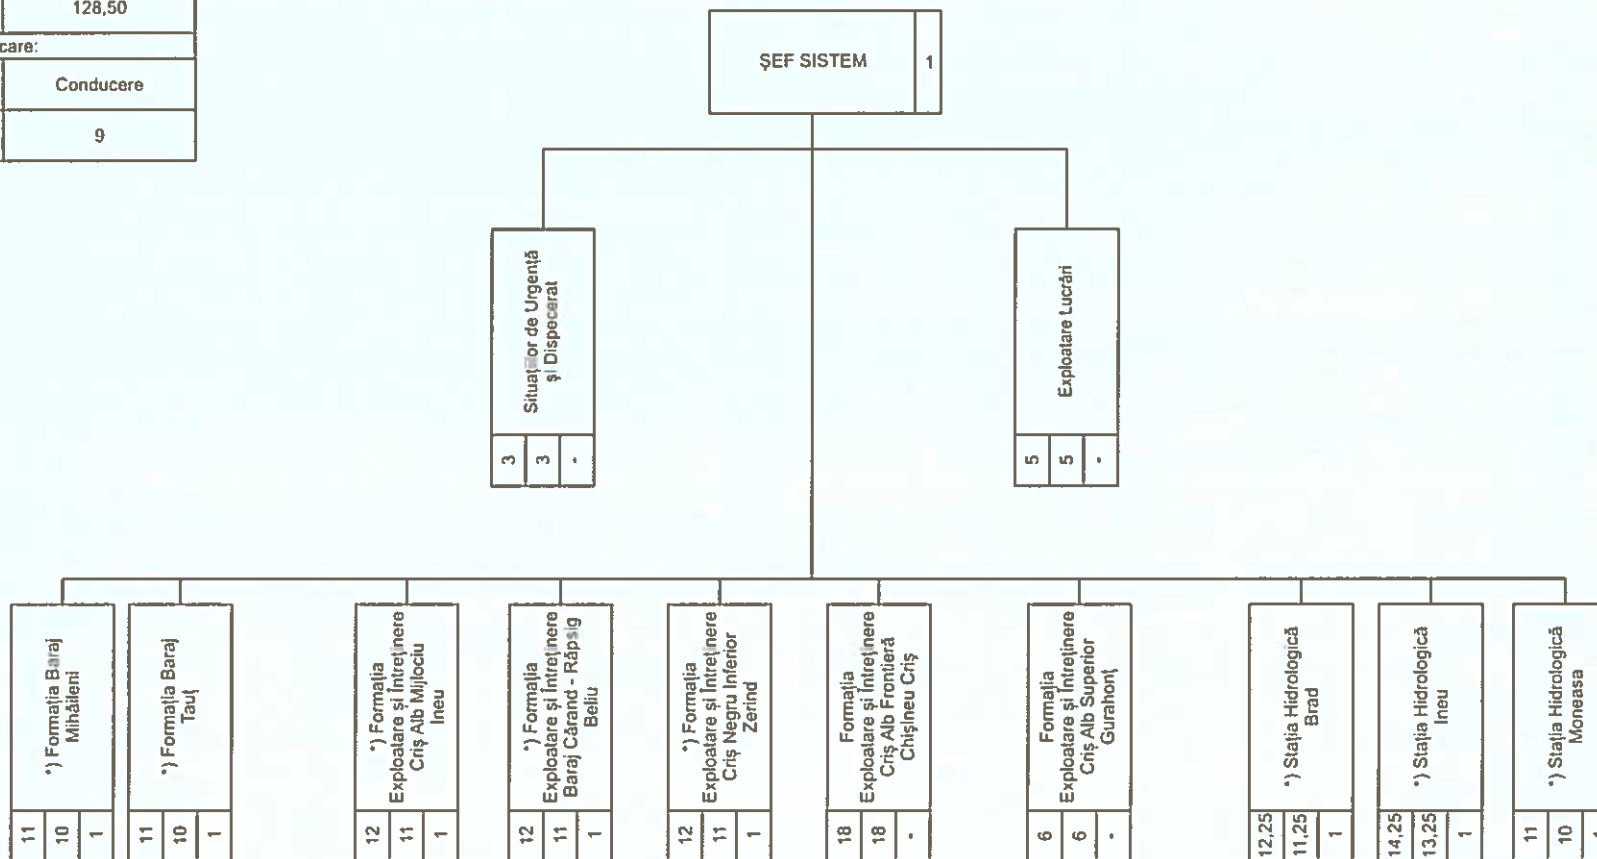 128,50
care:
Conducere
9
ŞEF SISTEM
1
Situaţiilor de Urgenţă
şi Dispecerat
3
3
-
Exploatare Lucrări
5
5
-
*) Formaţia Baraj
Mihăileni
11
10
1
*) Formaţia Baraj
Tauţ
11
10
1
*) Formaţia
Exploatare şi Întreţinere
Criş Alb Mijlociu
Ineu
12
11
1
*) Formaţia
Exploatare şi Întreţinere
Baraj Cărand - Răpsig
Beliu
12
11
1
*) Formaţia
Exploatare şi Întreţinere
Criş Negru Inferior
Zerind
12
11
1
Formaţia
Exploatare şi Întreţinere
Criş Alb Frontieră
Chişineu Criş
18
18
-
Formaţia
Exploatare şi Întreţinere
Criş Alb Superior
Gurahonţ
6
6
-
*) Staţia Hidrologică
Brad
12,25
11,25
1
*) Staţia Hidrologică
Ineu
14,25
13,25
1
*) Staţia Hidrologică
Moneasa
11
10